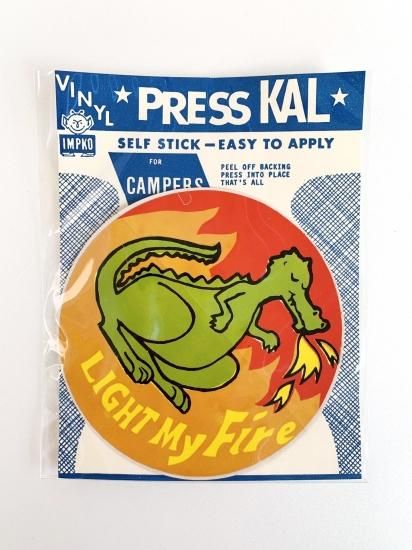 VINYL
★ PRESS KAL ★
IMPKO
SELF STICK — EASY TO APPLY
FOR
CAMPERS
PEEL OFF BACKING
PRESS INTO PLACE
THAT'S ALL
LIGHT My Fire